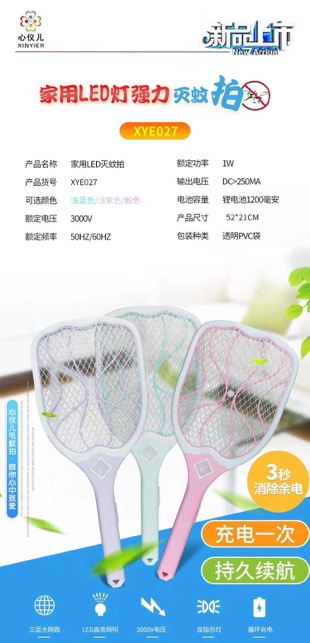 心仪儿
XINYIER
新品上市
New Arrival
家用LED灯强力灭蚊拍
XYE027
产品名称 家用LED灭蚊拍
产品货号 XYE027
可选颜色 浅蓝色/浅紫色/粉色
额定电压 3000V
额定频率 50HZ/60HZ
额定功率 1W
输出电压 DC>250MA
电池容量 锂电池1200毫安
产品尺寸 52*21CM
包装种类 透明PVC袋
心仪儿电蚊拍
做你心中致爱
3秒
消除余电
充电一次
持久续航
三层大网面
LED高亮照明
3000V电压
双指示灯
循环充电